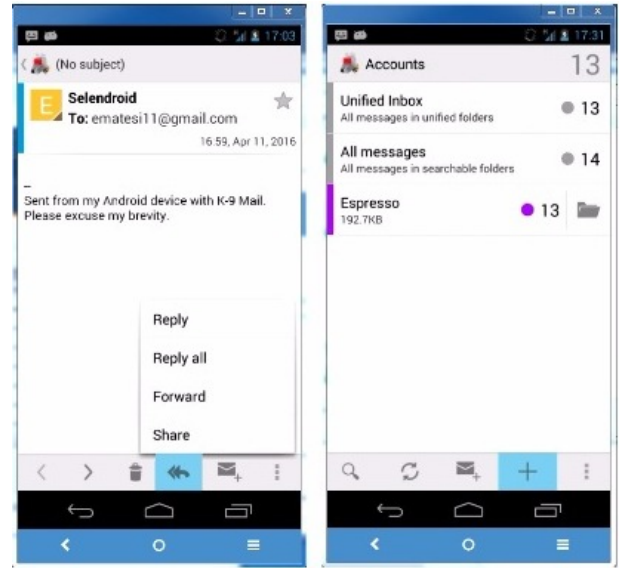 17:03
(No subject)
E
Selendroid
To: ematesi11@gmail.com
16:59, Apr 11, 2016
–
Sent from my Android device with K-9 Mail.
Please excuse my brevity.
Reply
Reply all
Forward
Share
17:31
Accounts 13
Unified Inbox
All messages in unified folders
13
All messages
All messages in searchable folders
14
Espresso
192.7KB
13